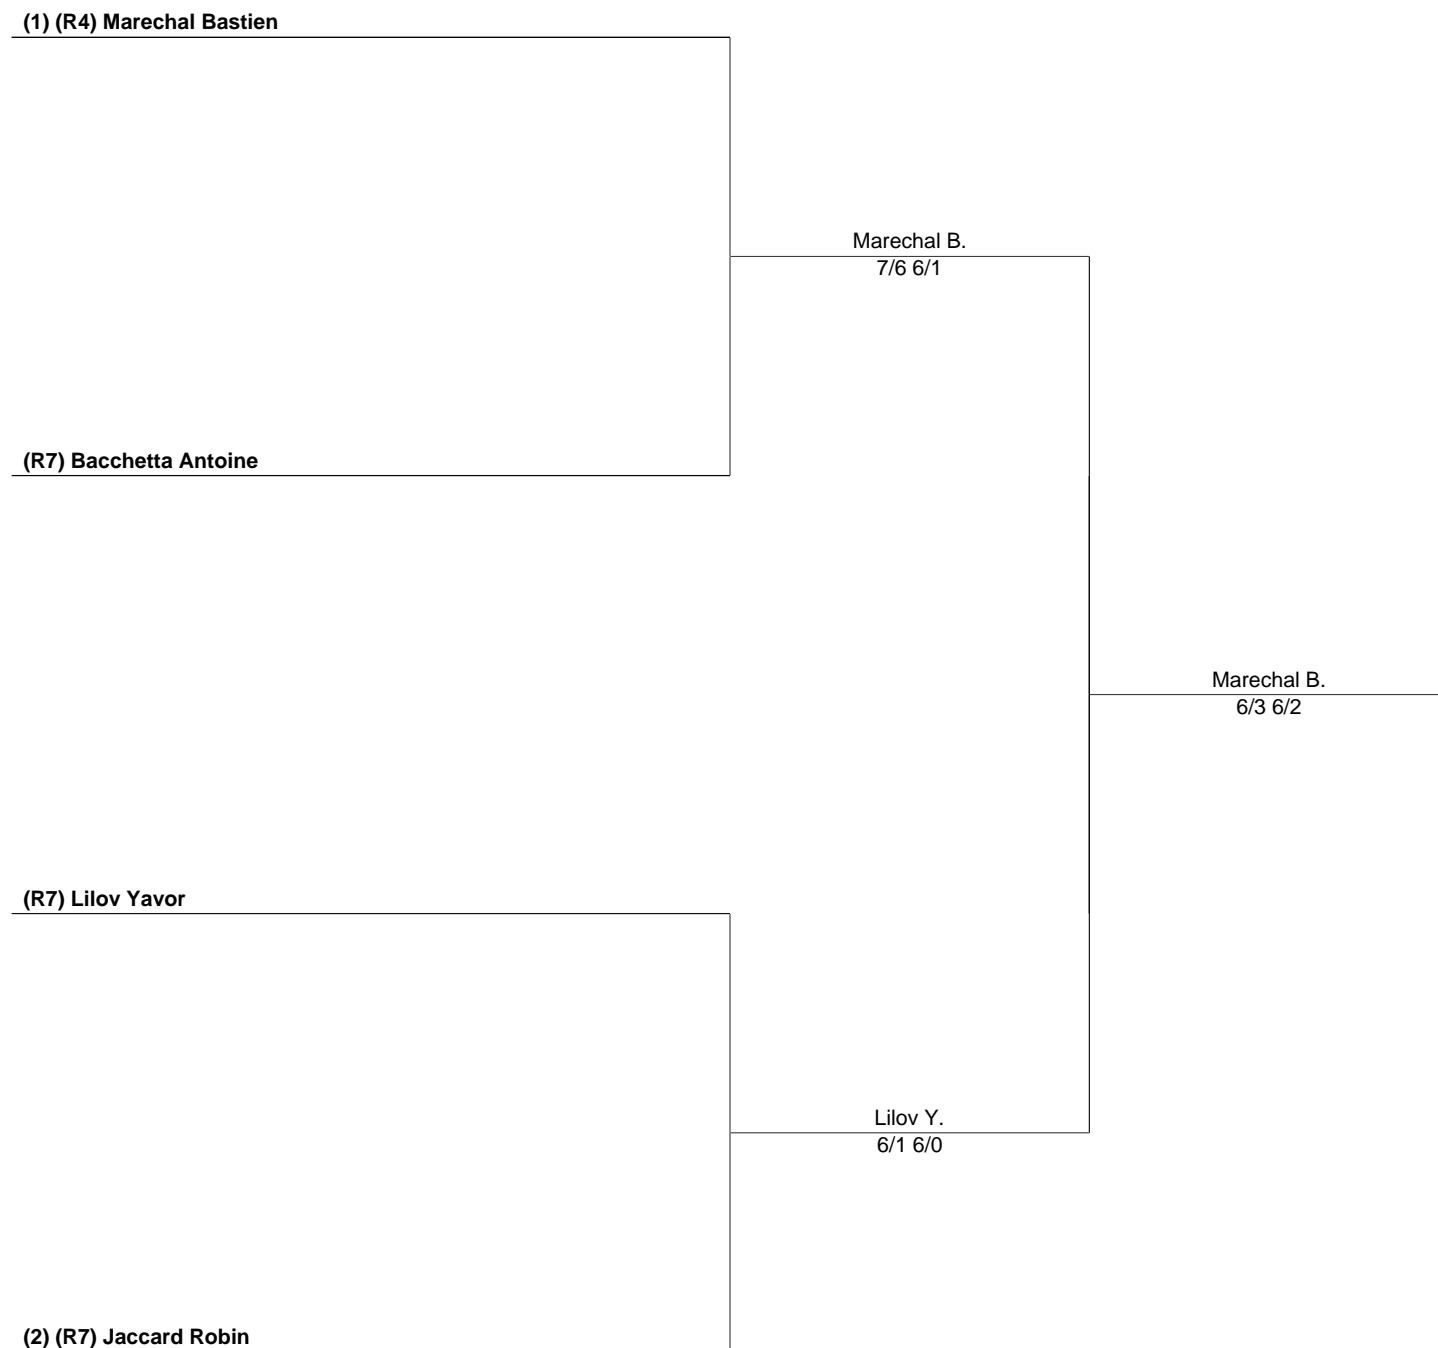 (1) (R4) Marechal Bastien
Marechal B.
7/6 6/1
(R7) Bacchetta Antoine
Marechal B.
6/3 6/2
(R7) Lilov Yavor
Lilov Y.
6/1 6/0
(2) (R7) Jaccard Robin